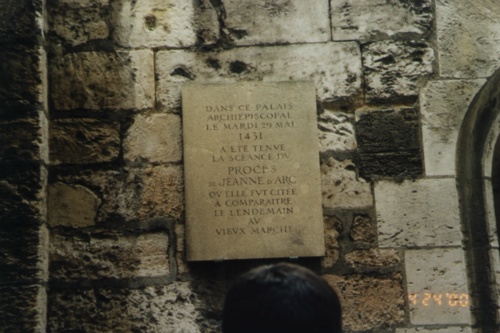 DANS CE PALAIS
ARCHIEPISCOPAL
LE MARDI 29 MAI
1431
A ETE TENVE
LA SCEANCE DV
PROCES
DE JEANNE D'ARC
OV ELLE FVT CITEE
A COMPARAITRE
LE LENDEMAIN
AV
VIEVX MARCHE
4 24'00